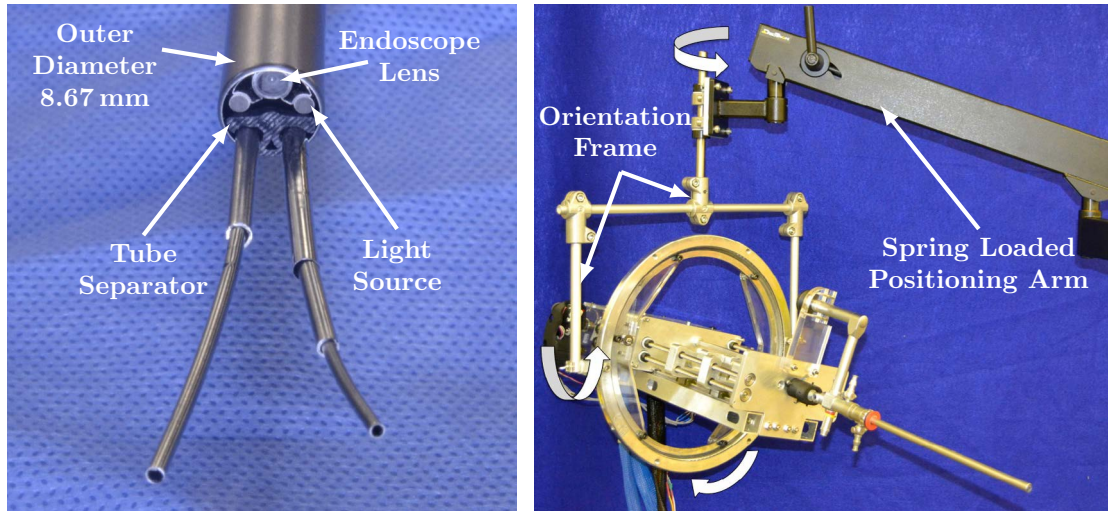 Outer
Diameter
8.67 mm
Endoscope
Lens
Tube
Separator
Light
Source
Orientation
Frame
Spring Loaded
Positioning Arm